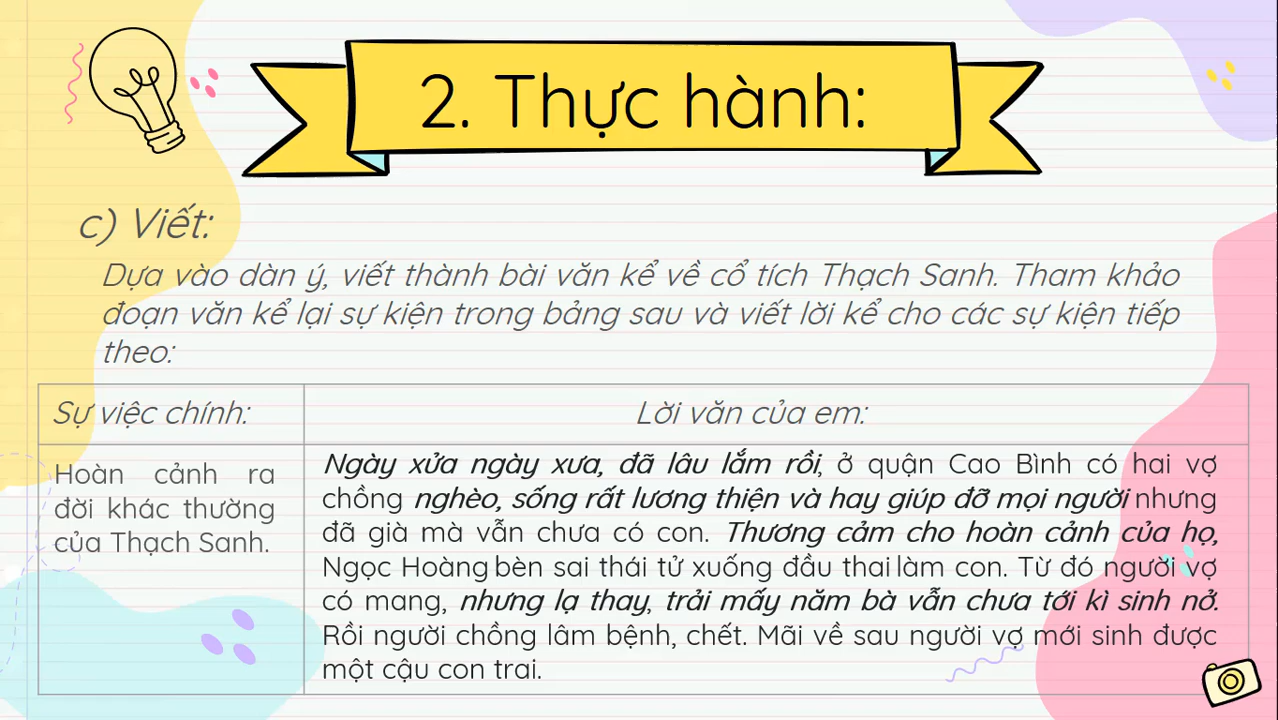 2. Thực hành:
c) Viết:
Dựa vào dàn ý, viết thành bài văn kể về cổ tích Thạch Sanh. Tham khảo
đoạn văn kể lại sự kiện trong bảng sau và viết lời kể cho các sự kiện tiếp
theo:
Sự việc chính:
Lời văn của em:
Hoàn cảnh ra
đời khác thường
của Thạch Sanh.
Ngày xửa ngày xưa, đã lâu lắm rồi, ở quận Cao Bình có hai vợ
chồng nghèo, sống rất lương thiện và hay giúp đỡ mọi người nhưng
đã già mà vẫn chưa có con. Thương cảm cho hoàn cảnh của họ,
Ngọc Hoàng bèn sai thái tử xuống đầu thai làm con. Từ đó người vợ
có mang, nhưng lạ thay, trải mấy năm bà vẫn chưa tới kì sinh nở.
Rồi người chồng lâm bệnh, chết. Mãi về sau người vợ mới sinh được
một cậu con trai.